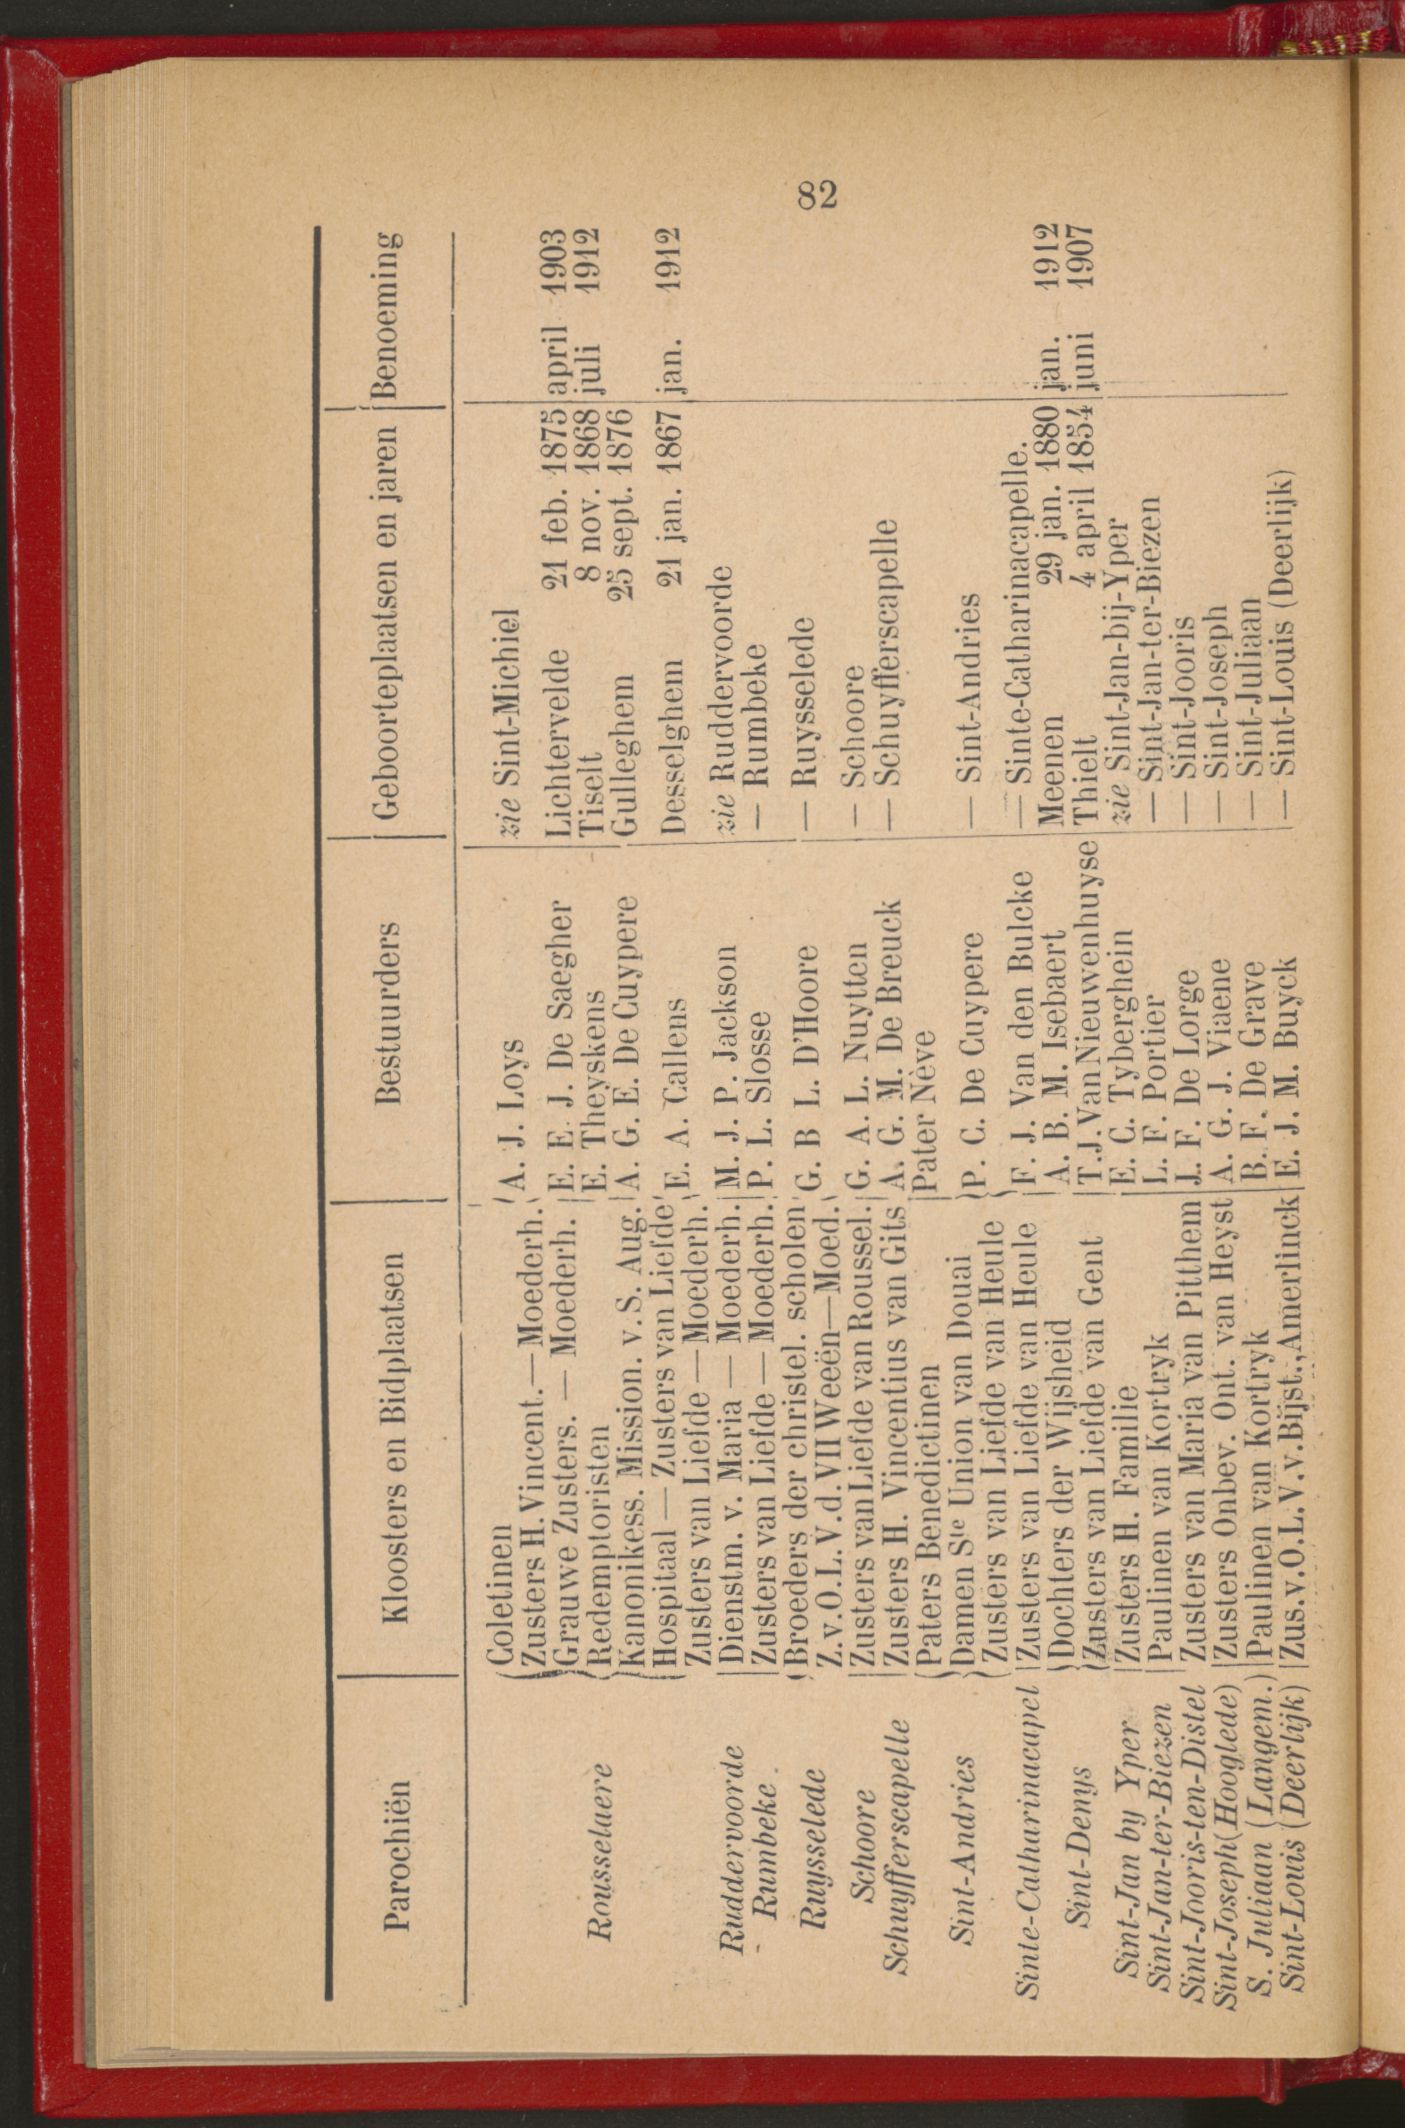 82
Parochiën Kloosters en Bidplaatsen Bestuurders Geboorteplaatsen en jaren Benoeming
Coletinen
Zusters H. Vincent. — Moederh. A. J. Loys zie Sint-Michiel
Grauwe Zusters. — Moederh. E. E. J. De Saegher Lichtervelde 21 feb. 1875 april 1903
Rousselaere Redemptoristen E. Theyskens Tiselt 8 nov. 1868 juli 1912
Kanonikess. Mission. v. S. Aug. A. G. E. De Cuypere Gulleghem 25 sept. 1876
Hospitaal — Zusters van Liefde E. A. Callens Desselghem 21 jan. 1867 jan. 1912
Zusters van Liefde — Moederh.
Ruddervoorde Dienstm. v. Maria — Moederh. M. J. P. Jackson zie Ruddervoorde
Rumbeke Zusters van Liefde — Moederh. P. L. Slosse — Rumbeke
Ruysselede Broeders der christel. scholen G. B L. D'Hoore — Ruysselede
Z. v. O. L. V. d. VII Weeën — Moed.
Schoore Zusters van Liefde van Roussel. G. A. L. Nuytten — Schoore
Schuyfferscapelle Zusters H. Vincentius van Gits A. G. M. De Breuck — Schuyfferscapelle
Paters Benedictinen Pater Nève
Sint-Andries Damen Ste Union van Douai P. C. De Cuypere — Sint-Andries
Zusters van Liefde van Heule
Sinte-Catharinacapel Zusters van Liefde van Heule F. J. Van den Bulcke — Sinte-Catharinacapelle.
Sint-Denys Dochters der Wijsheid A. B. M. Isebaert Meenen 29 jan. 1880 jan. 1912
Zusters van Liefde van Gent T. J. Van Nieuwenhuyse Thielt 4 april 1854 juni 1907
Sint-Jan by Yper Zusters H. Familie E. C. Tyberghein zie Sint-Jan-bij-Yper
Sint-Jan-ter-Biezen Paulinen van Kortryk L. F. Portier — Sint-Jan-ter-Biezen
Sint-Jooris-ten-Distel Zusters van Maria van Pitthem J. F. De Lorge — Sint-Jooris
Sint-Joseph (Hooglede) Zusters Onbev. Ont. van Heyst A. G. J. Viaene — Sint-Joseph
S. Juliaan (Langem.) Paulinen van Kortryk B. F. De Grave — Sint-Juliaan
Sint-Louis (Deerlijk) Zus. v. O. L. V. v. Bijst., Amerlinck E. J. M. Buyck — Sint-Louis (Deerlijk)